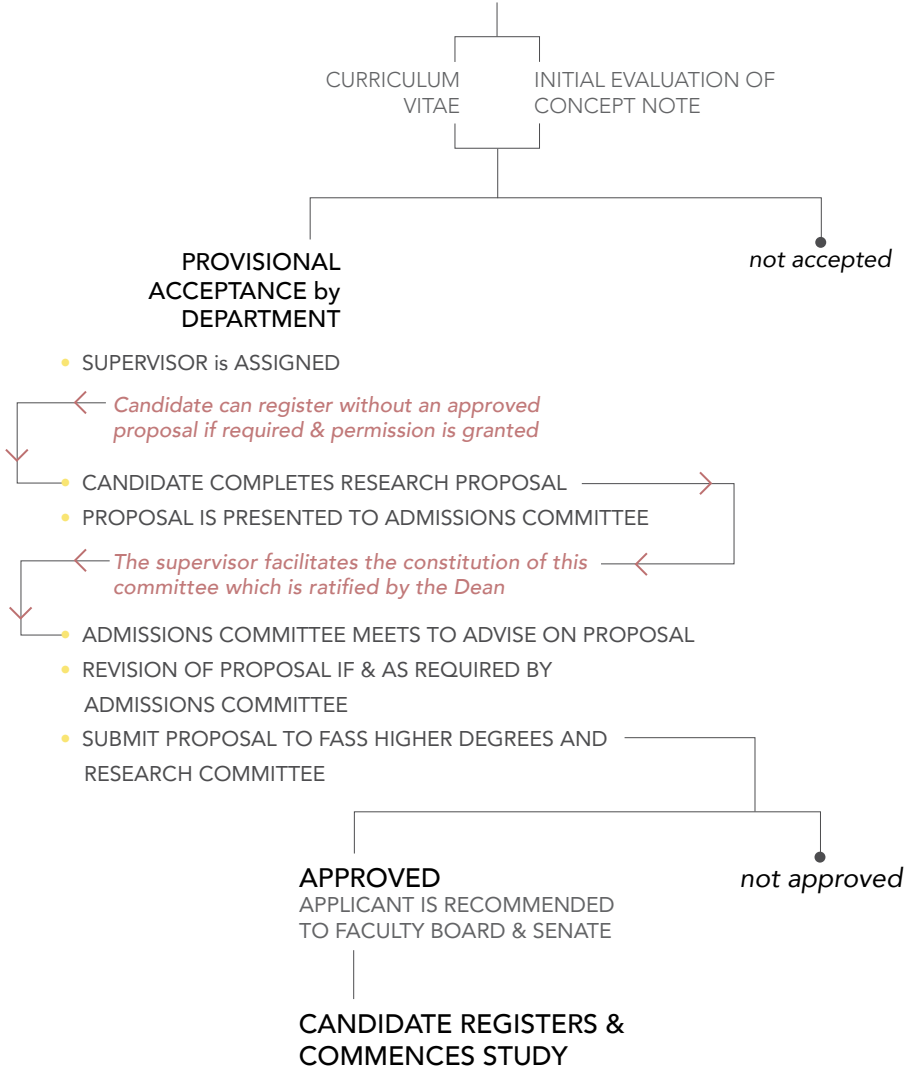 CURRICULUM
VITAE
INITIAL EVALUATION OF
CONCEPT NOTE
PROVISIONAL
ACCEPTANCE by
DEPARTMENT
not accepted
• SUPERVISOR is ASSIGNED
Candidate can register without an approved
proposal if required & permission is granted
• CANDIDATE COMPLETES RESEARCH PROPOSAL
• PROPOSAL IS PRESENTED TO ADMISSIONS COMMITTEE
The supervisor facilitates the constitution of this
committee which is ratified by the Dean
• ADMISSIONS COMMITTEE MEETS TO ADVISE ON PROPOSAL
• REVISION OF PROPOSAL IF & AS REQUIRED BY
ADMISSIONS COMMITTEE
• SUBMIT PROPOSAL TO FASS HIGHER DEGREES AND
RESEARCH COMMITTEE
APPROVED
APPLICANT IS RECOMMENDED
TO FACULTY BOARD & SENATE
not approved
CANDIDATE REGISTERS &
COMMENCES STUDY